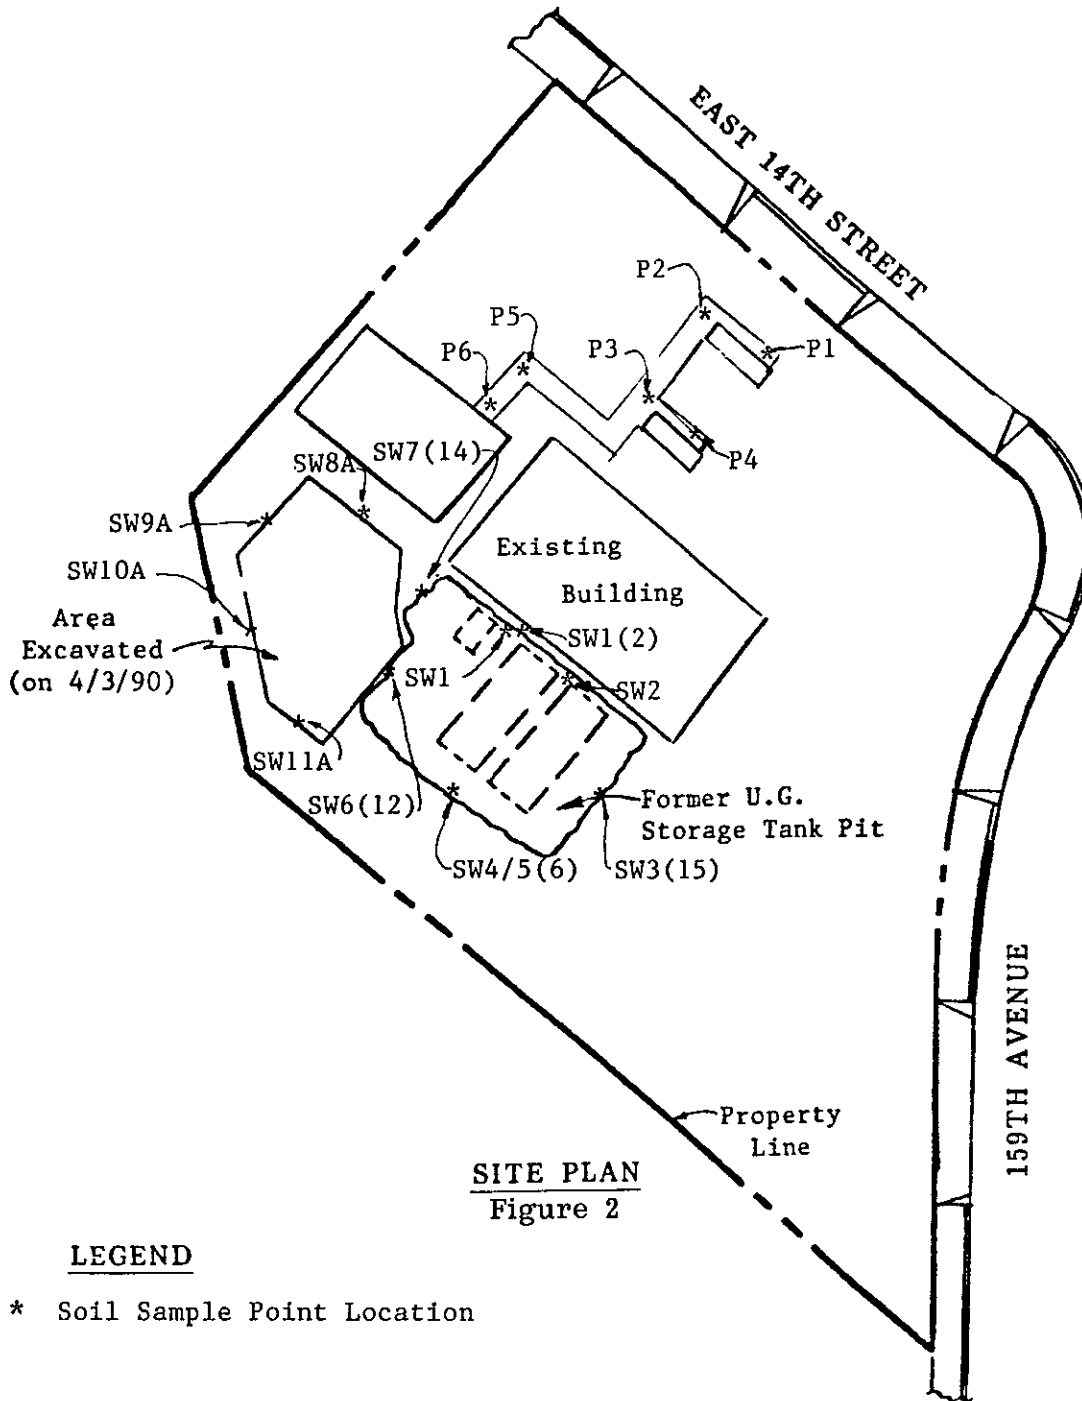 EAST 14TH STREET
P2
P5
P1
P3
P6
SW7(14)
P4
SW8A
SW9A
Existing
Building
SW10A
Area
Excavated
(on 4/3/90)
SW1(2)
SW1
SW2
SW11A
SW6(12)
Former U.G.
Storage Tank Pit
SW4/5(6)
SW3(15)
159TH AVENUE
Property
Line
SITE PLAN
Figure 2
LEGEND
* Soil Sample Point Location